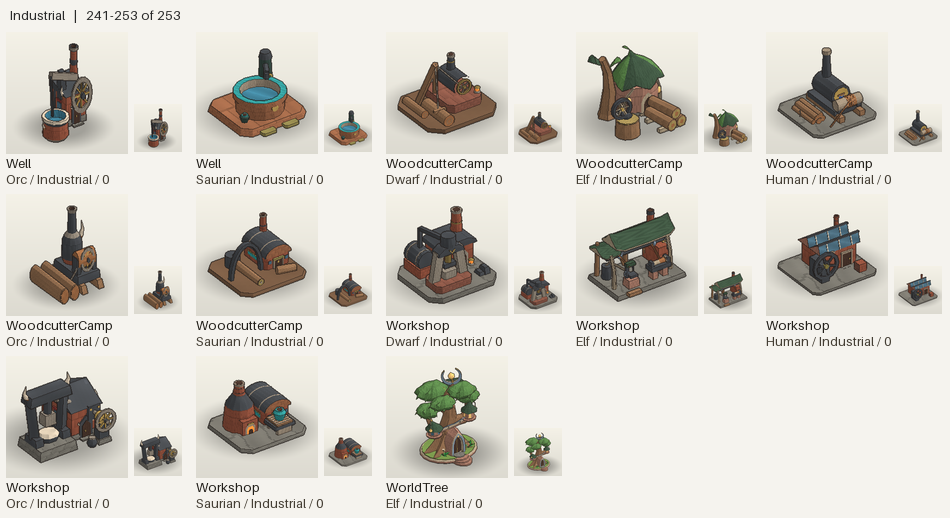 Industrial | 241-253 of 253
Well
Orc / Industrial / 0
Well
Saurian / Industrial / 0
WoodcutterCamp
Dwarf / Industrial / 0
WoodcutterCamp
Elf / Industrial / 0
WoodcutterCamp
Human / Industrial / 0
WoodcutterCamp
Orc / Industrial / 0
WoodcutterCamp
Saurian / Industrial / 0
Workshop
Dwarf / Industrial / 0
Workshop
Elf / Industrial / 0
Workshop
Human / Industrial / 0
Workshop
Orc / Industrial / 0
Workshop
Saurian / Industrial / 0
WorldTree
Elf / Industrial / 0